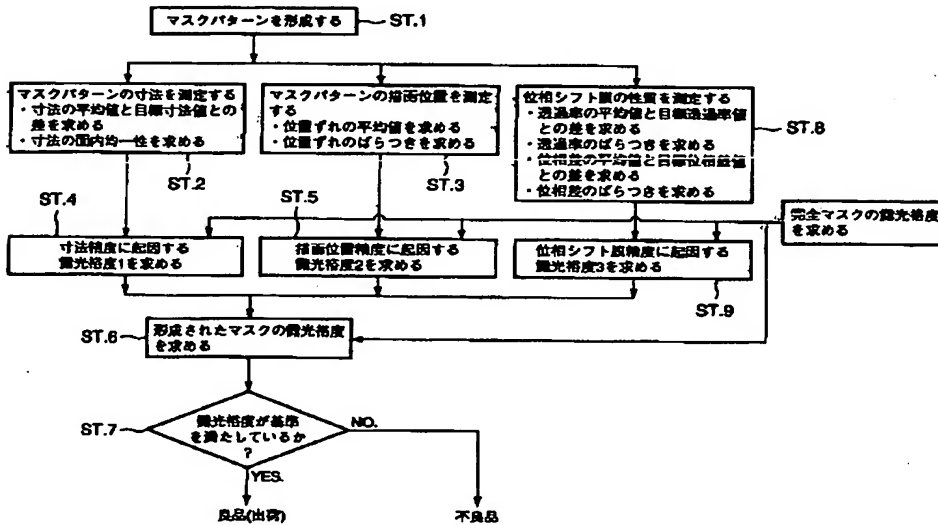 マスクパターンを形成する
ST.1
マスクパターンの寸法を測定する
・寸法の平均値と目標寸法値との
差を求める
・寸法の面内均一性を求める
ST.2
マスクパターンの描画位置を測定
する
・位置ずれの平均値を求める
・位置ずれのばらつきを求める
ST.3
位相シフト膜の性質を測定する
・透過率の平均値と目標透過率値
との差を求める
・透過率のばらつきを求める
・位相差の平均値と目標位相差値
との差を求める
・位相差のばらつきを求める
ST.8
ST.4
寸法精度に起因する
露光裕度1を求める
ST.5
描画位置精度に起因する
露光裕度2を求める
位相シフト膜精度に起因する
露光裕度3を求める
ST.9
完全マスクの露光裕度
を求める
ST.6
形成されたマスクの露光裕度
を求める
ST.7
露光裕度が基準
を満たしているか
?
NO.
YES.
良品(出荷)
不良品